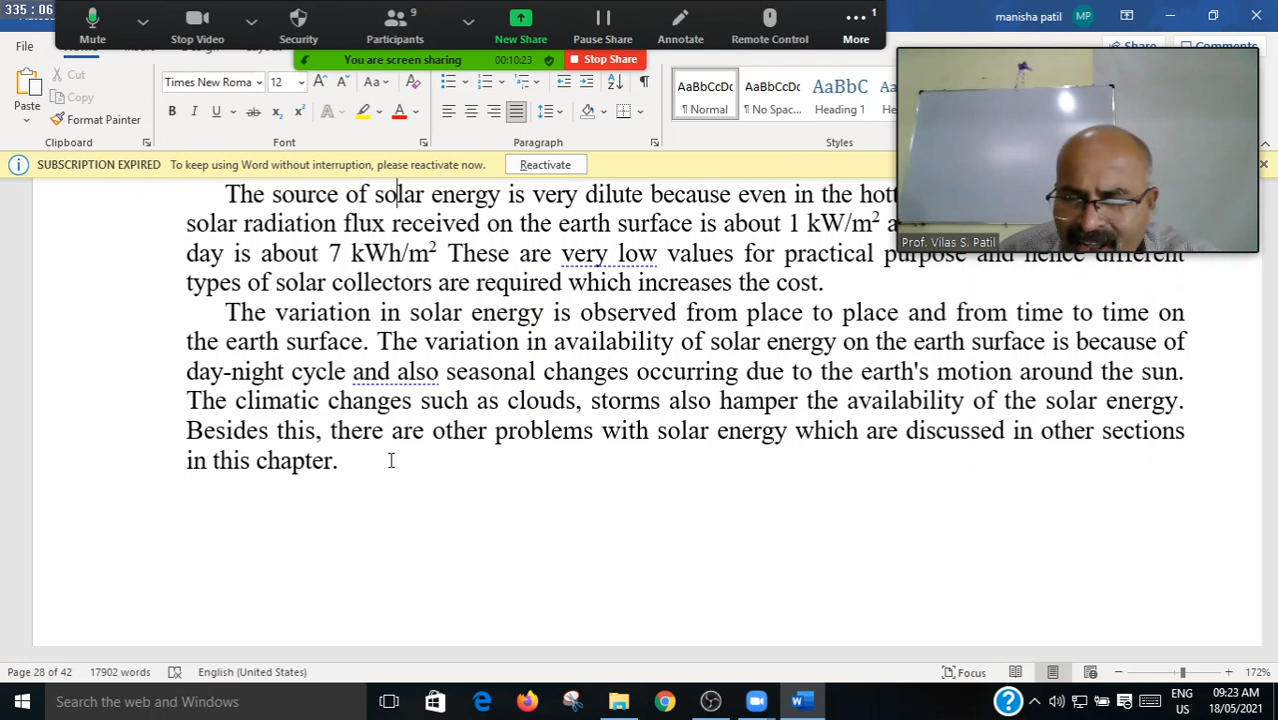 335:06
Mute
Stop Video
Security
9
Participants
New Share
Pause Share
Annotate
Remote Control
1
More
manisha patil MP
File
You are screen sharing 00:10:23 Stop Share
Share Comments
Paste
Cut
Copy
Format Painter
Clipboard
Times New Roma 12 Aa
B I U ab x₂ x² A A
Font
Paragraph
AaBbCcDc AaBbCcDc AaBbC
¶ Normal ¶ No Spac... Heading 1
Styles
SUBSCRIPTION EXPIRED To keep using Word without interruption, please reactivate now. Reactivate
Prof. Vilas S. Patil
The source of solar energy is very dilute because even in the
solar radiation flux received on the earth surface is about 1 kW/m²
day is about 7 kWh/m² These are very low values for practical purpose and hence different
types of solar collectors are required which increases the cost.
The variation in solar energy is observed from place to place and from time to time on
the earth surface. The variation in availability of solar energy on the earth surface is because of
day-night cycle and also seasonal changes occurring due to the earth's motion around the sun.
The climatic changes such as clouds, storms also hamper the availability of the solar energy.
Besides this, there are other problems with solar energy which are discussed in other sections
in this chapter.
Page 28 of 42 17902 words English (United States) Focus 172%
Search the web and Windows
ENG
US
09:23 AM
18/05/2021